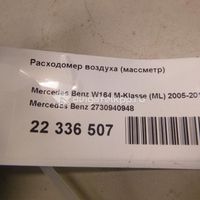 Расходомер воздуха (массметр)
Mercedes Benz W164 M-Klasse (ML) 2005-201
Mercedes Benz 2730940948
22 336 507